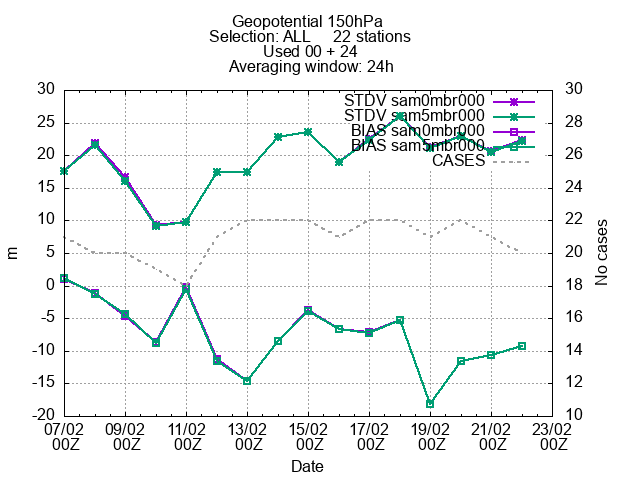 Geopotential 150hPa
Selection: ALL     22 stations
Used 00 + 24
Averaging window: 24h
STDV sam0mbr000
STDV sam5mbr000
BIAS sam0mbr000
BIAS sam5mbr000
CASES
30
25
20
15
10
5
0
-5
-10
-15
-20
m
30
28
26
24
22
20
18
16
14
12
10
No cases
07/02 09/02 11/02 13/02 15/02 17/02 19/02 21/02 23/02
00Z 00Z 00Z 00Z 00Z 00Z 00Z 00Z 00Z
Date